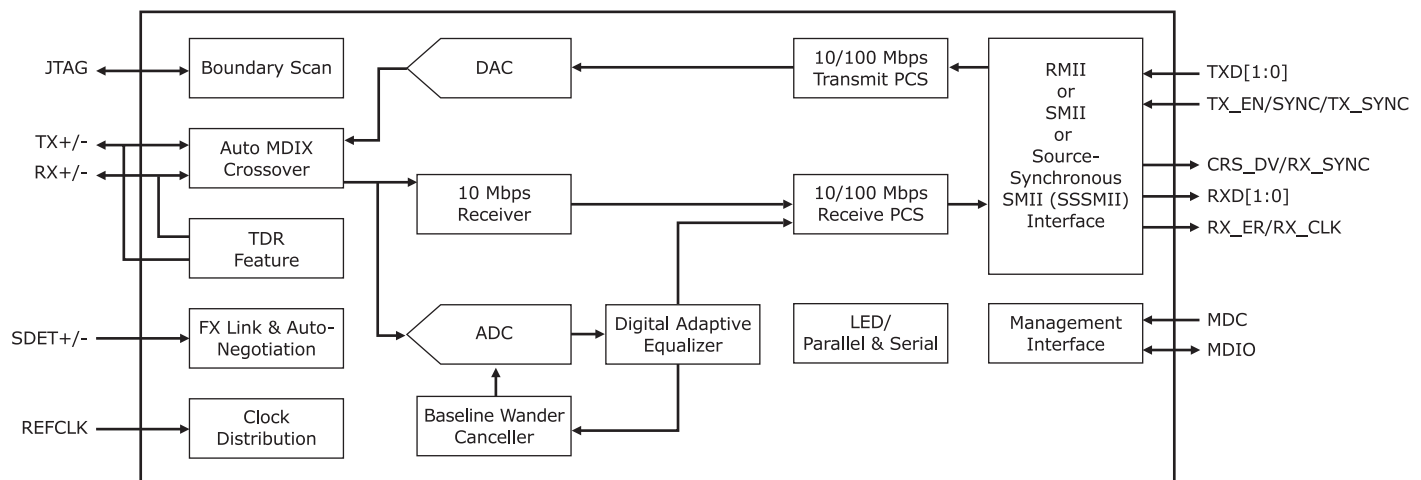 JTAG
TX+/-
RX+/-
SDET+/-
REFCLK
Boundary Scan
Auto MDIX
Crossover
TDR
Feature
FX Link & Auto-
Negotiation
Clock
Distribution
DAC
10 Mbps
Receiver
ADC
Baseline Wander
Canceller
Digital Adaptive
Equalizer
10/100 Mbps
Transmit PCS
10/100 Mbps
Receive PCS
LED/
Parallel & Serial
RMII
or
SMII
or
Source-
Synchronous
SMII (SSSMII)
Interface
Management
Interface
TXD[1:0]
TX_EN/SYNC/TX_SYNC
CRS_DV/RX_SYNC
RXD[1:0]
RX_ER/RX_CLK
MDC
MDIO